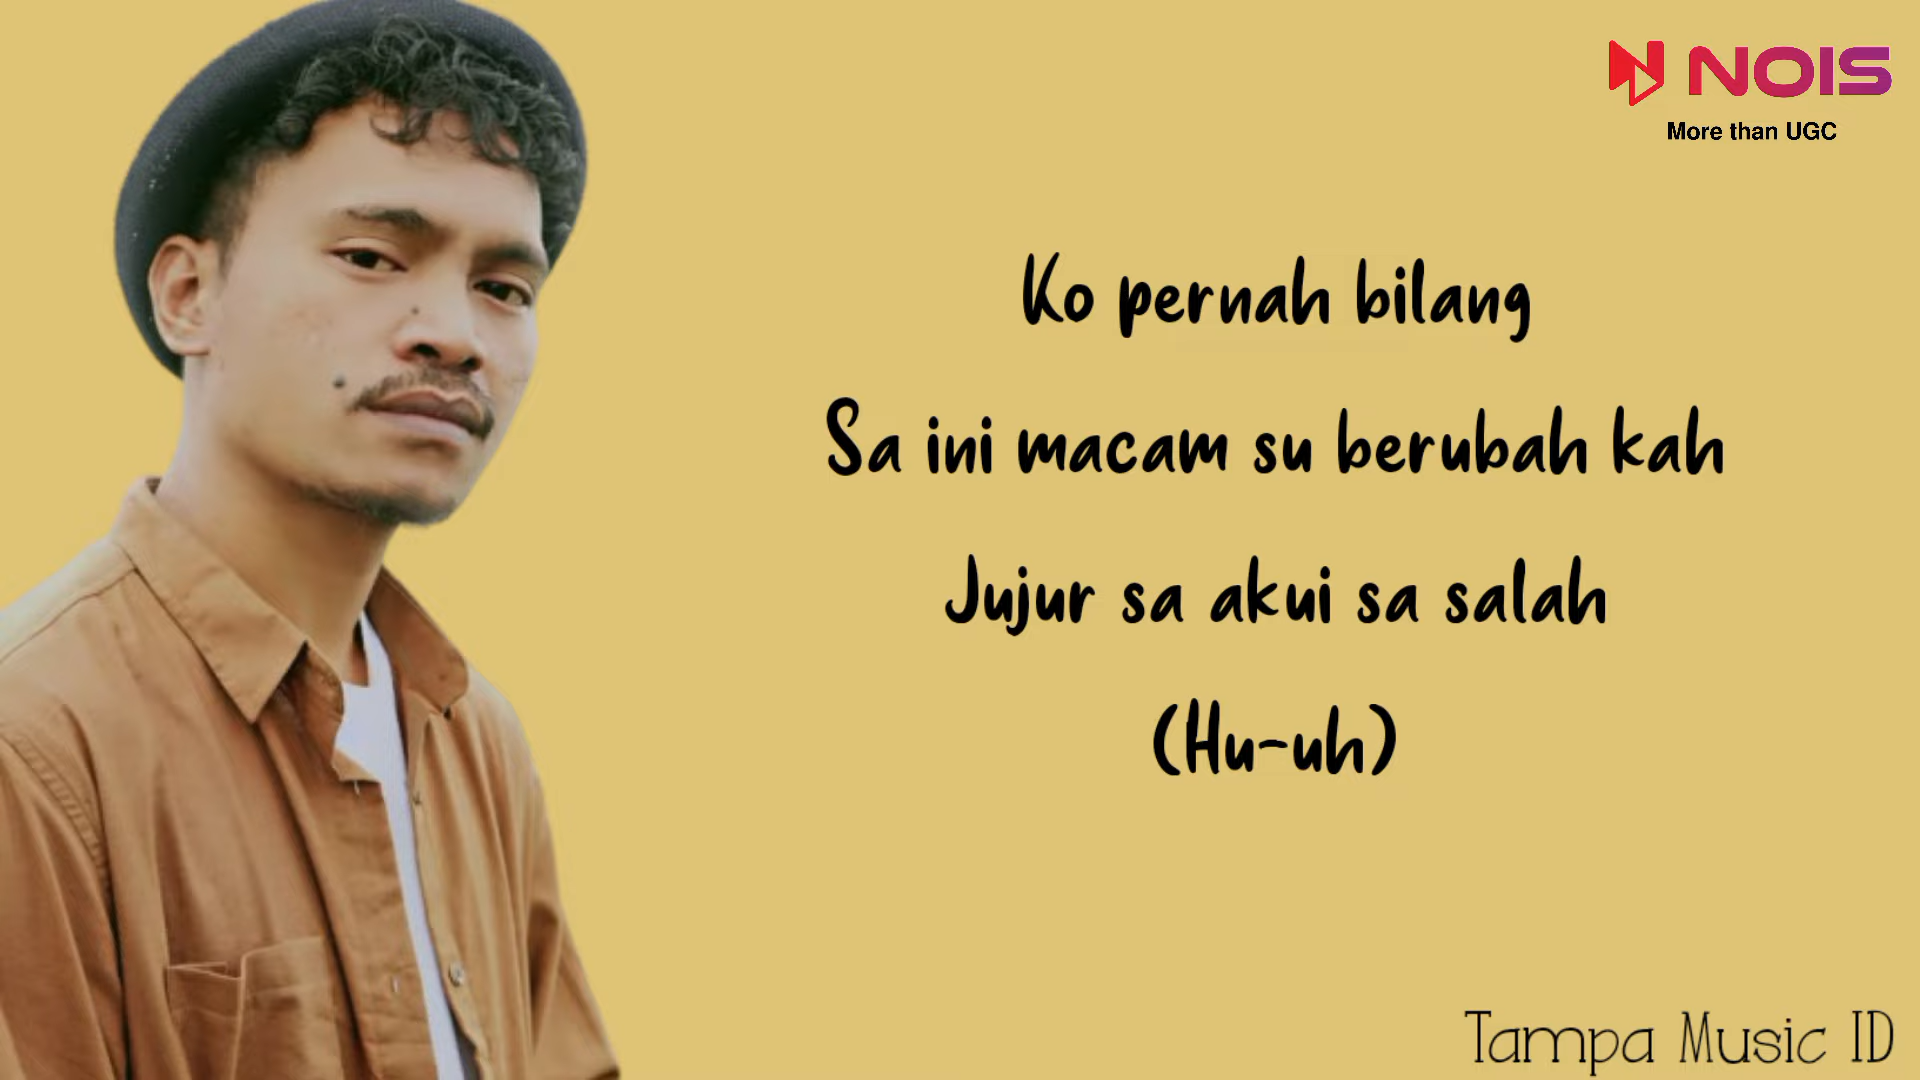 NOIS
More than UGC
Ko pernah bilang
Sa ini macam su berubah kah
Jujur sa akui sa salah
(Hu-uh)
Tampa Music ID